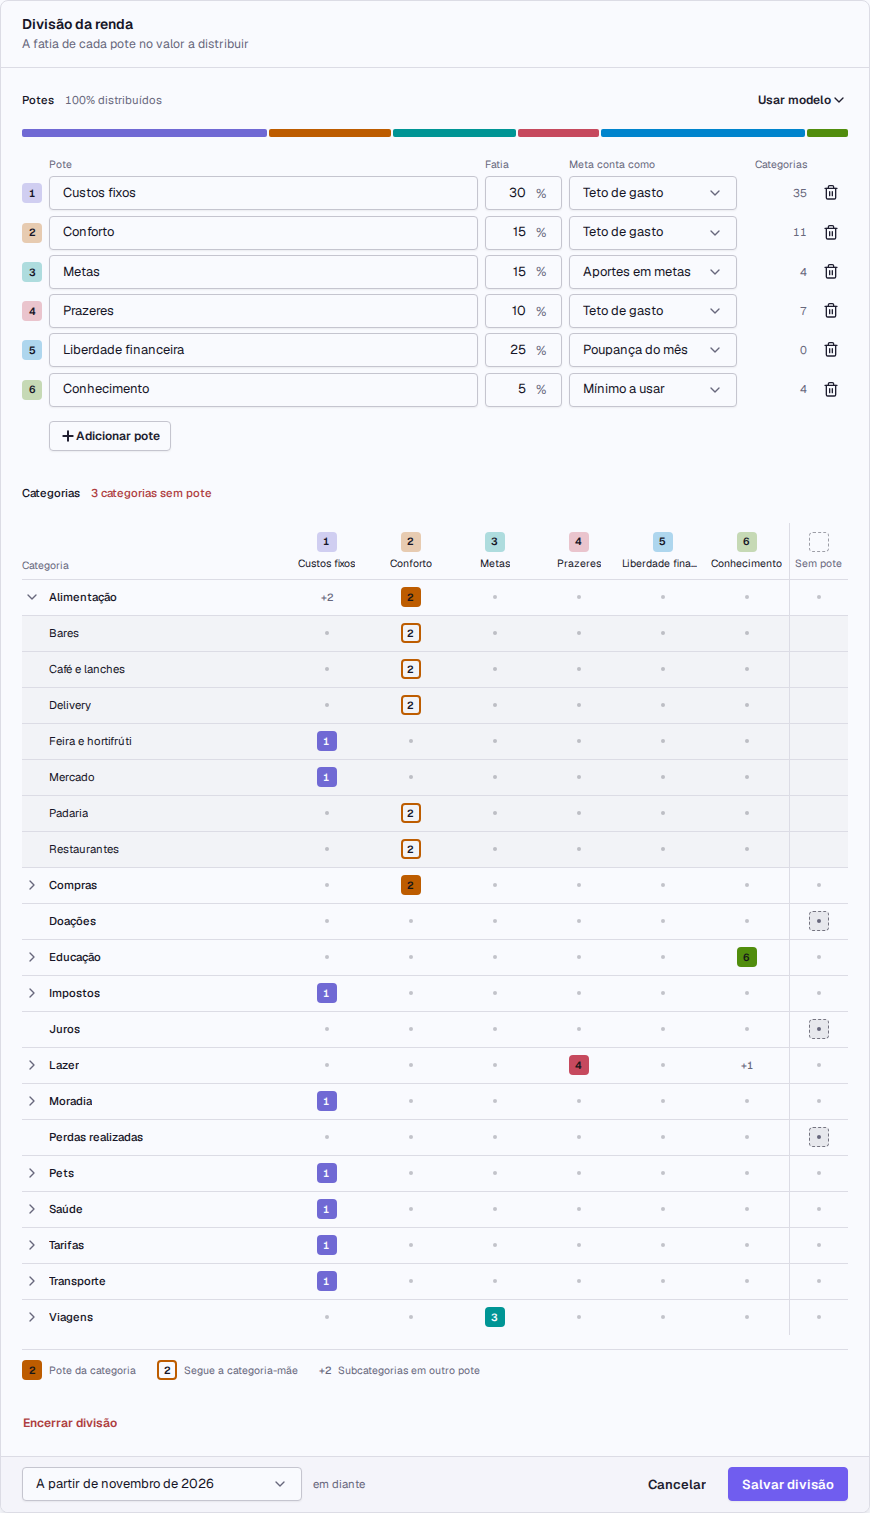 Divisão da renda
A fatia de cada pote no valor a distribuir
Potes 100% distribuídos Usar modelo
Pote Fatia Meta conta como Categorias
1 Custos fixos 30 % Teto de gasto 35
2 Conforto 15 % Teto de gasto 11
3 Metas 15 % Aportes em metas 4
4 Prazeres 10 % Teto de gasto 7
5 Liberdade financeira 25 % Poupança do mês 0
6 Conhecimento 5 % Mínimo a usar 4
Adicionar pote
Categorias 3 categorias sem pote
1 2 3 4 5 6
Categoria Custos fixos Conforto Metas Prazeres Liberdade fina... Conhecimento Sem pote
Alimentação +2 2
Bares 2
Café e lanches 2
Delivery 2
Feira e hortifrúti 1
Mercado 1
Padaria 2
Restaurantes 2
Compras 2
Doações
Educação 6
Impostos 1
Juros
Lazer 4 +1
Moradia 1
Perdas realizadas
Pets 1
Saúde 1
Tarifas 1
Transporte 1
Viagens 3
2 Pote da categoria 2 Segue a categoria-mãe +2 Subcategorias em outro pote
Encerrar divisão
A partir de novembro de 2026 em diante Cancelar Salvar divisão